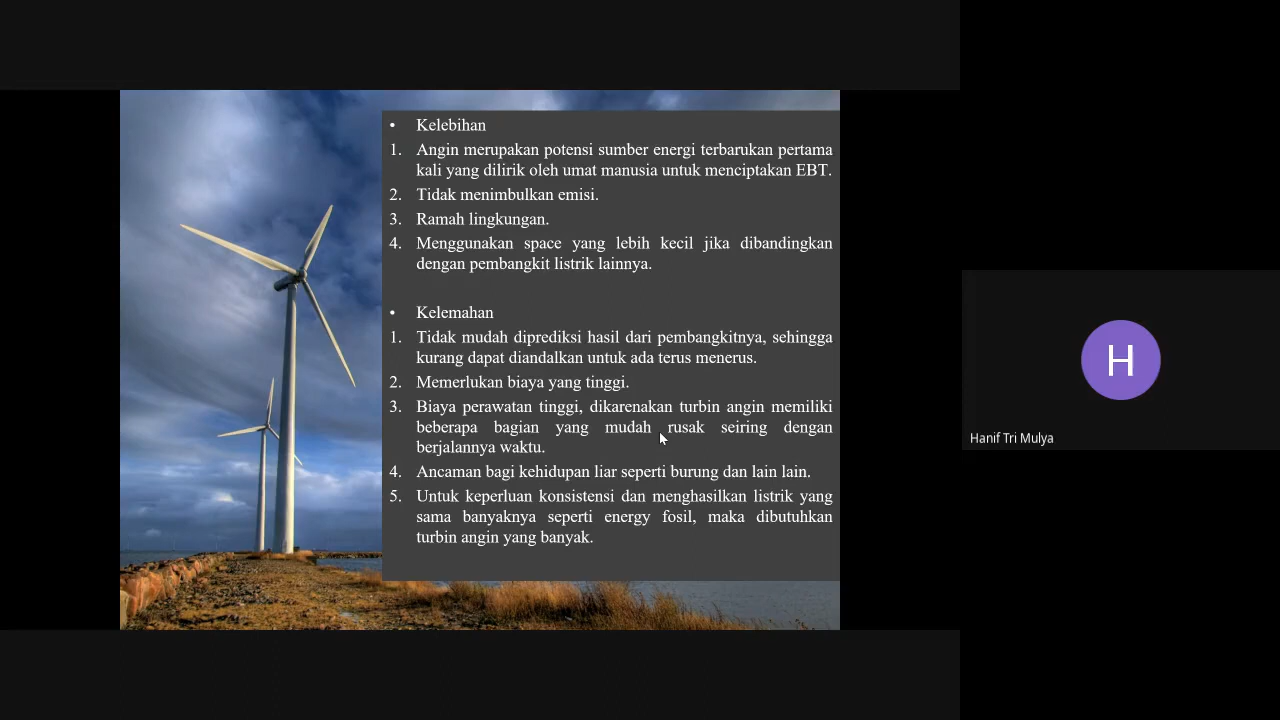 • Kelebihan
1. Angin merupakan potensi sumber energi terbarukan pertama
kali yang dilirik oleh umat manusia untuk menciptakan EBT.
2. Tidak menimbulkan emisi.
3. Ramah lingkungan.
4. Menggunakan space yang lebih kecil jika dibandingkan
dengan pembangkit listrik lainnya.
• Kelemahan
1. Tidak mudah diprediksi hasil dari pembangkitnya, sehingga
kurang dapat diandalkan untuk ada terus menerus.
2. Memerlukan biaya yang tinggi.
3. Biaya perawatan tinggi, dikarenakan turbin angin memiliki
beberapa bagian yang mudah rusak seiring dengan
berjalannya waktu.
4. Ancaman bagi kehidupan liar seperti burung dan lain lain.
5. Untuk keperluan konsistensi dan menghasilkan listrik yang
sama banyaknya seperti energy fosil, maka dibutuhkan
turbin angin yang banyak.
H
Hanif Tri Mulya